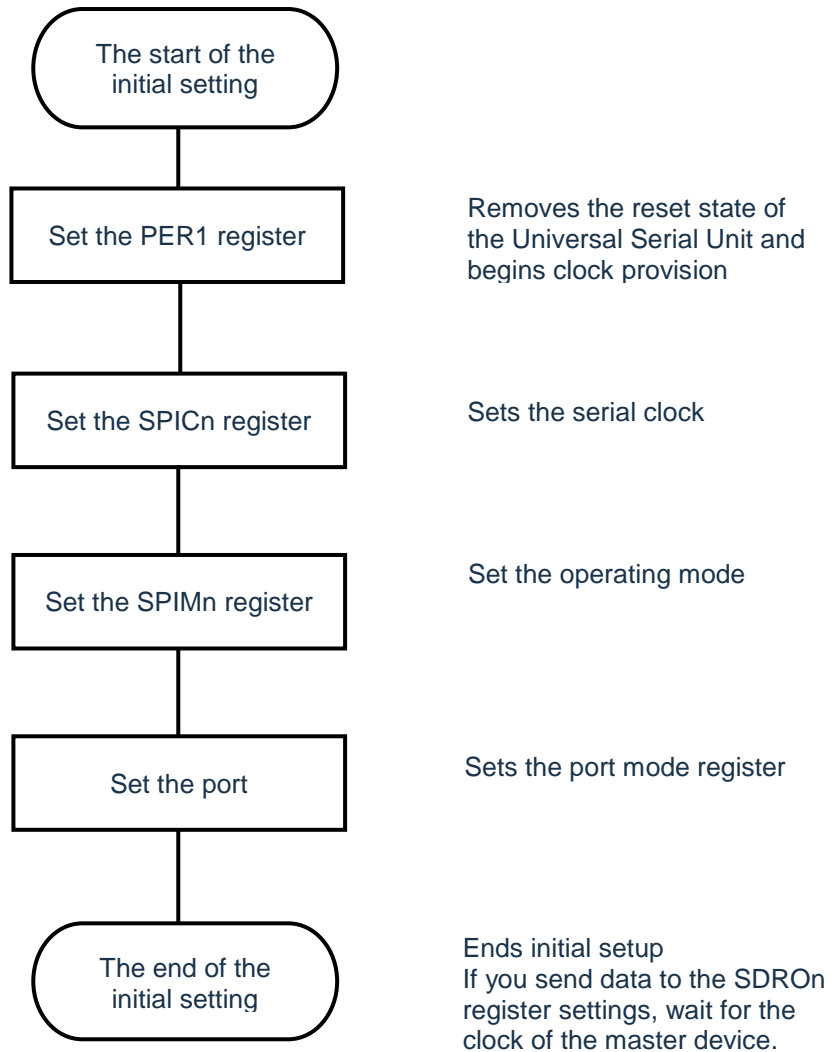 The start of the
initial setting
Set the PER1 register
Removes the reset state of
the Universal Serial Unit and
begins clock provision
Set the SPICn register
Sets the serial clock
Set the SPIMn register
Set the operating mode
Set the port
Sets the port mode register
The end of the
initial setting
Ends initial setup
If you send data to the SDROn
register settings, wait for the
clock of the master device.